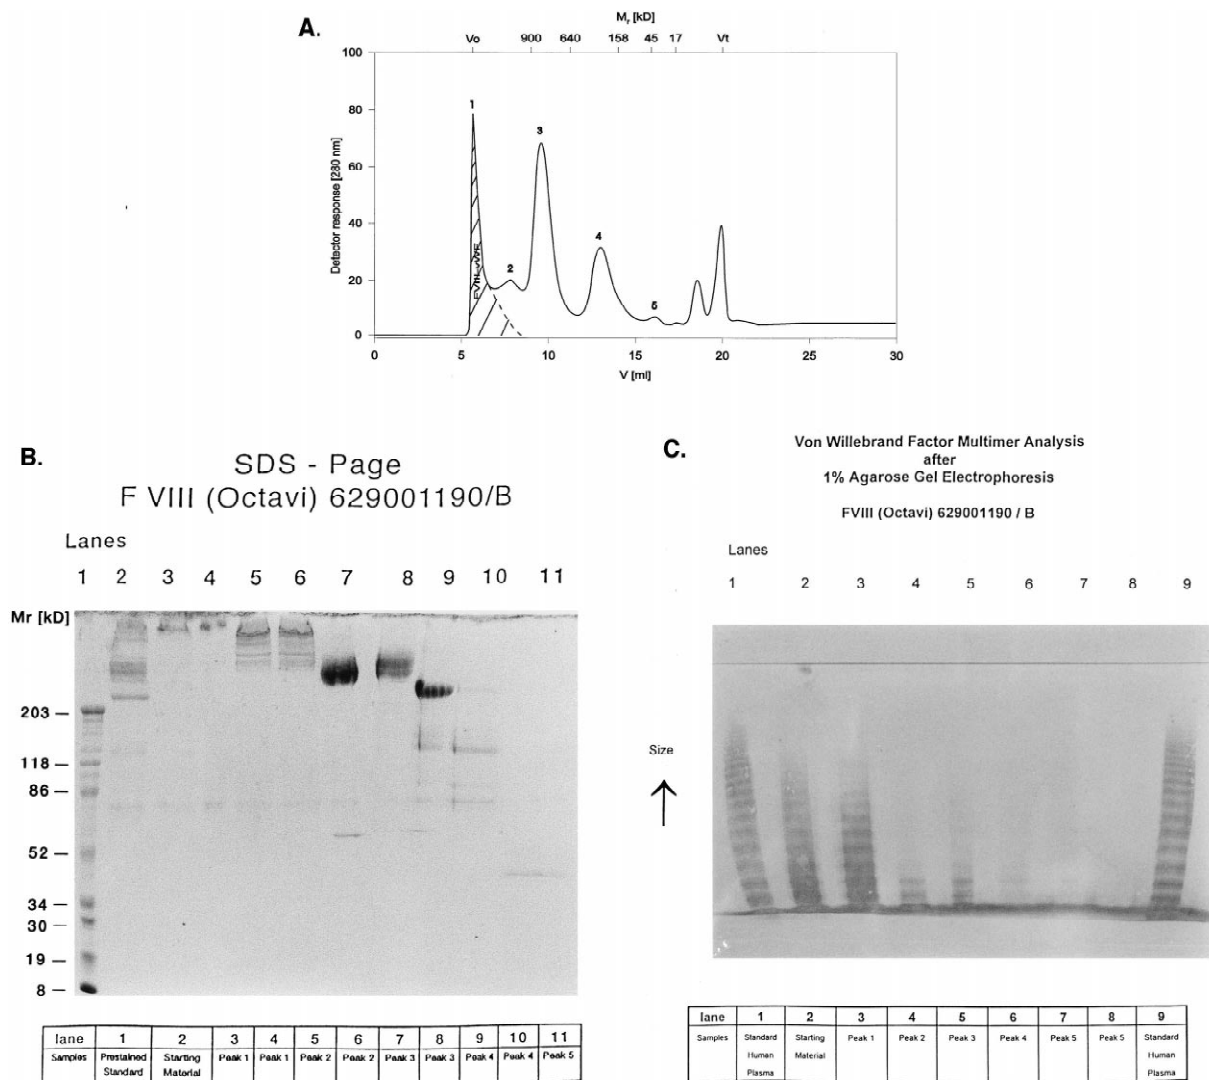 A.
Mr [kD]
Vo 900 640 158 45 17 Vt
100
80
60
40
20
0
Detector response [280 nm]
1
2
3
4
5
FVIII-vWF
0 5 10 15 20 25 30
V [ml]
B.
SDS - Page
F VIII (Octavi) 629001190/B
Lanes
1 2 3 4 5 6 7 8 9 10 11
Mr [kD]
203
118
86
52
34
30
19
8
lane 1 2 3 4 5 6 7 8 9 10 11
Samples Prestained Standard Starting Material Peak 1 Peak 1 Peak 2 Peak 2 Peak 3 Peak 3 Peak 4 Peak 4 Peak 5
C.
Von Willebrand Factor Multimer Analysis
after
1% Agarose Gel Electrophoresis
FVIII (Octavi) 629001190 / B
Lanes
1 2 3 4 5 6 7 8 9
Size
lane 1 2 3 4 5 6 7 8 9
Samples Standard Human Plasma Starting Material Peak 1 Peak 2 Peak 3 Peak 4 Peak 5 Peak 5 Standard Human Plasma